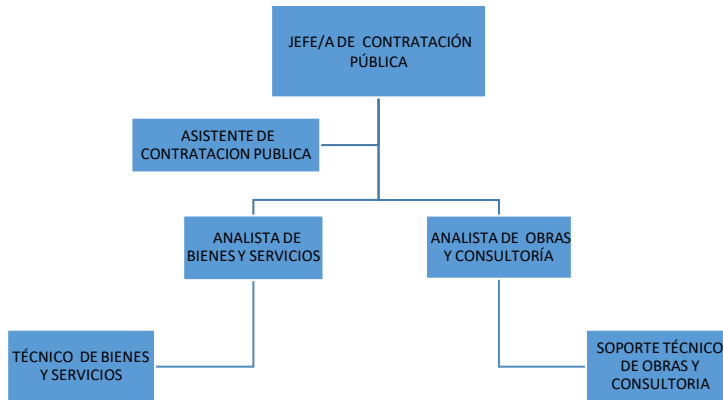 JEFE/A DE CONTRATACIÓN
PÚBLICA
ASISTENTE DE
CONTRATACION PUBLICA
ANALISTA DE
BIENES Y SERVICIOS
ANALISTA DE OBRAS
Y CONSULTORÍA
TÉCNICO DE BIENES
Y SERVICIOS
SOPORTE TÉCNICO
DE OBRAS Y
CONSULTORIA